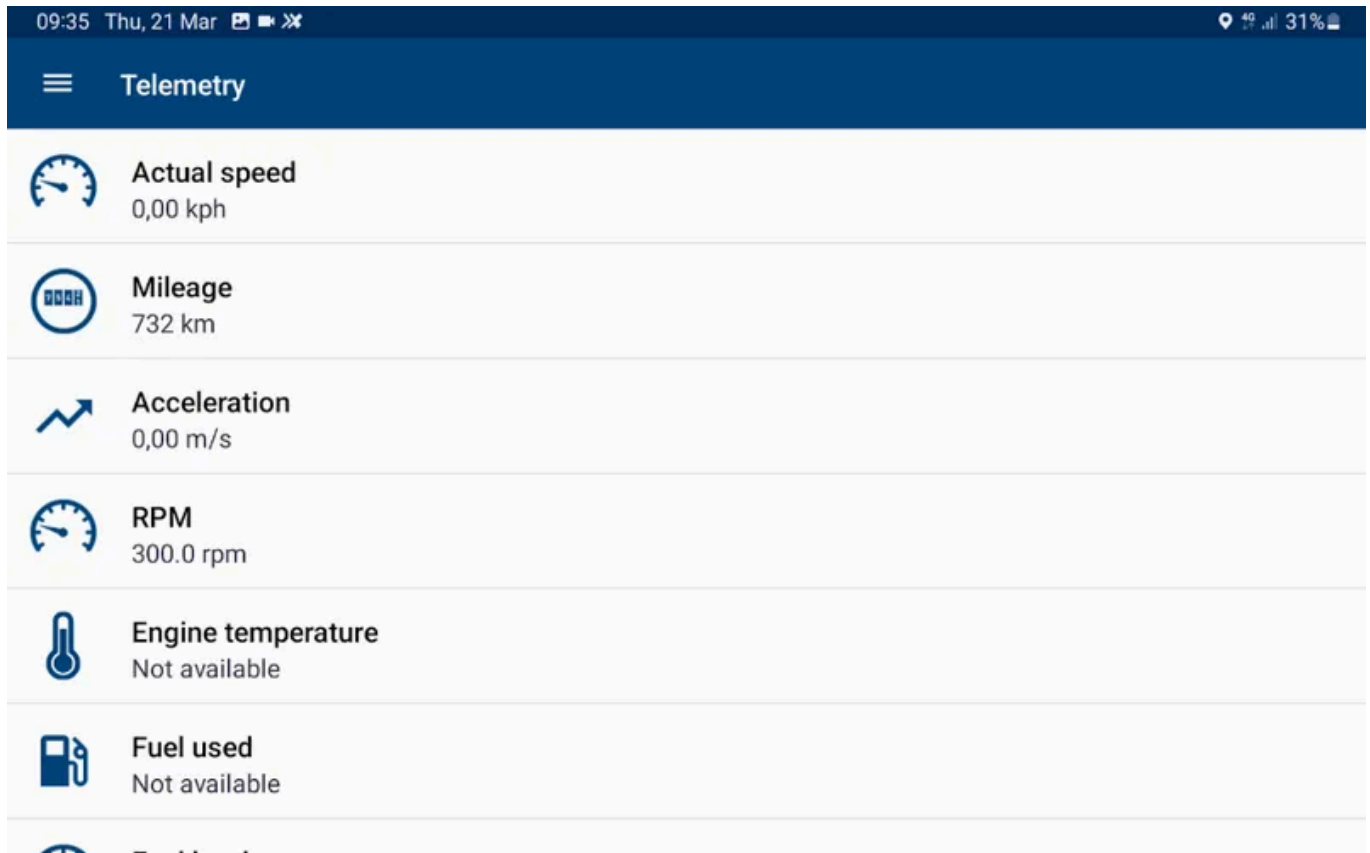 09:35 Thu, 21 Mar
4G 31%
Telemetry
Actual speed
0,00 kph
Mileage
732 km
Acceleration
0,00 m/s
RPM
300.0 rpm
Engine temperature
Not available
Fuel used
Not available